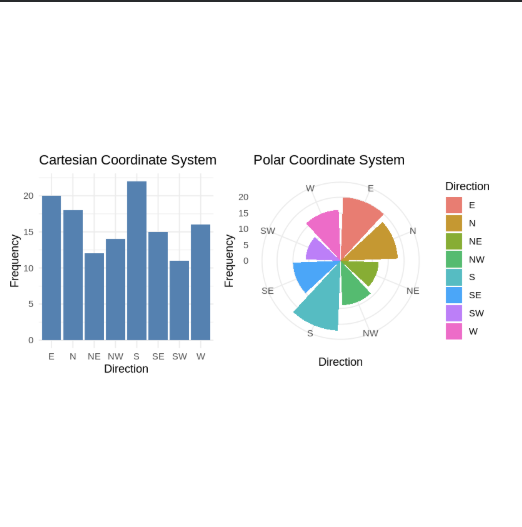 Cartesian Coordinate System
Frequency
20
15
10
5
0
E N NE NW S SE SW W
Direction
Polar Coordinate System
Frequency
20
15
10
5
0
W E
SW N
SE NE
S NW
Direction
Direction
E
N
NE
NW
S
SE
SW
W